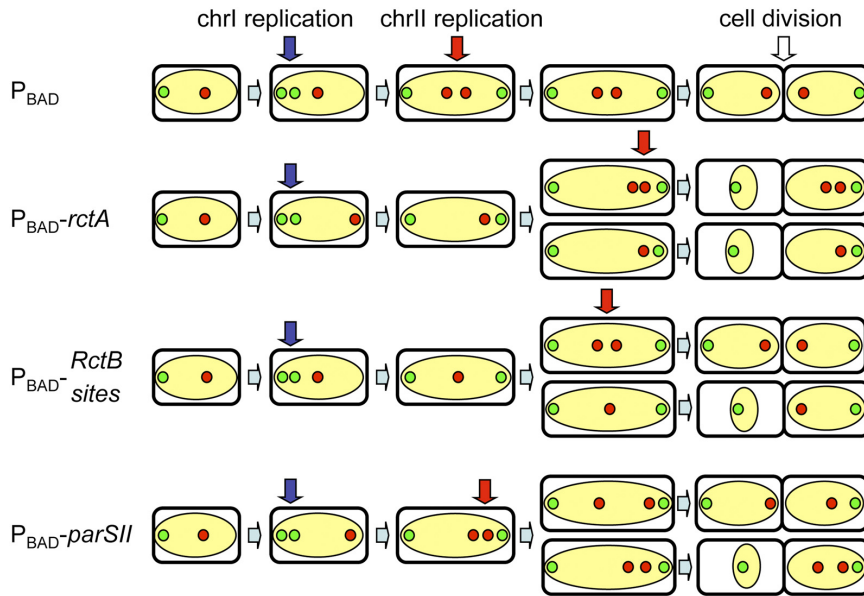 chrI replication chrII replication cell division
PBAD
PBAD-rctA
PBAD-RctB
sites
PBAD-parSII